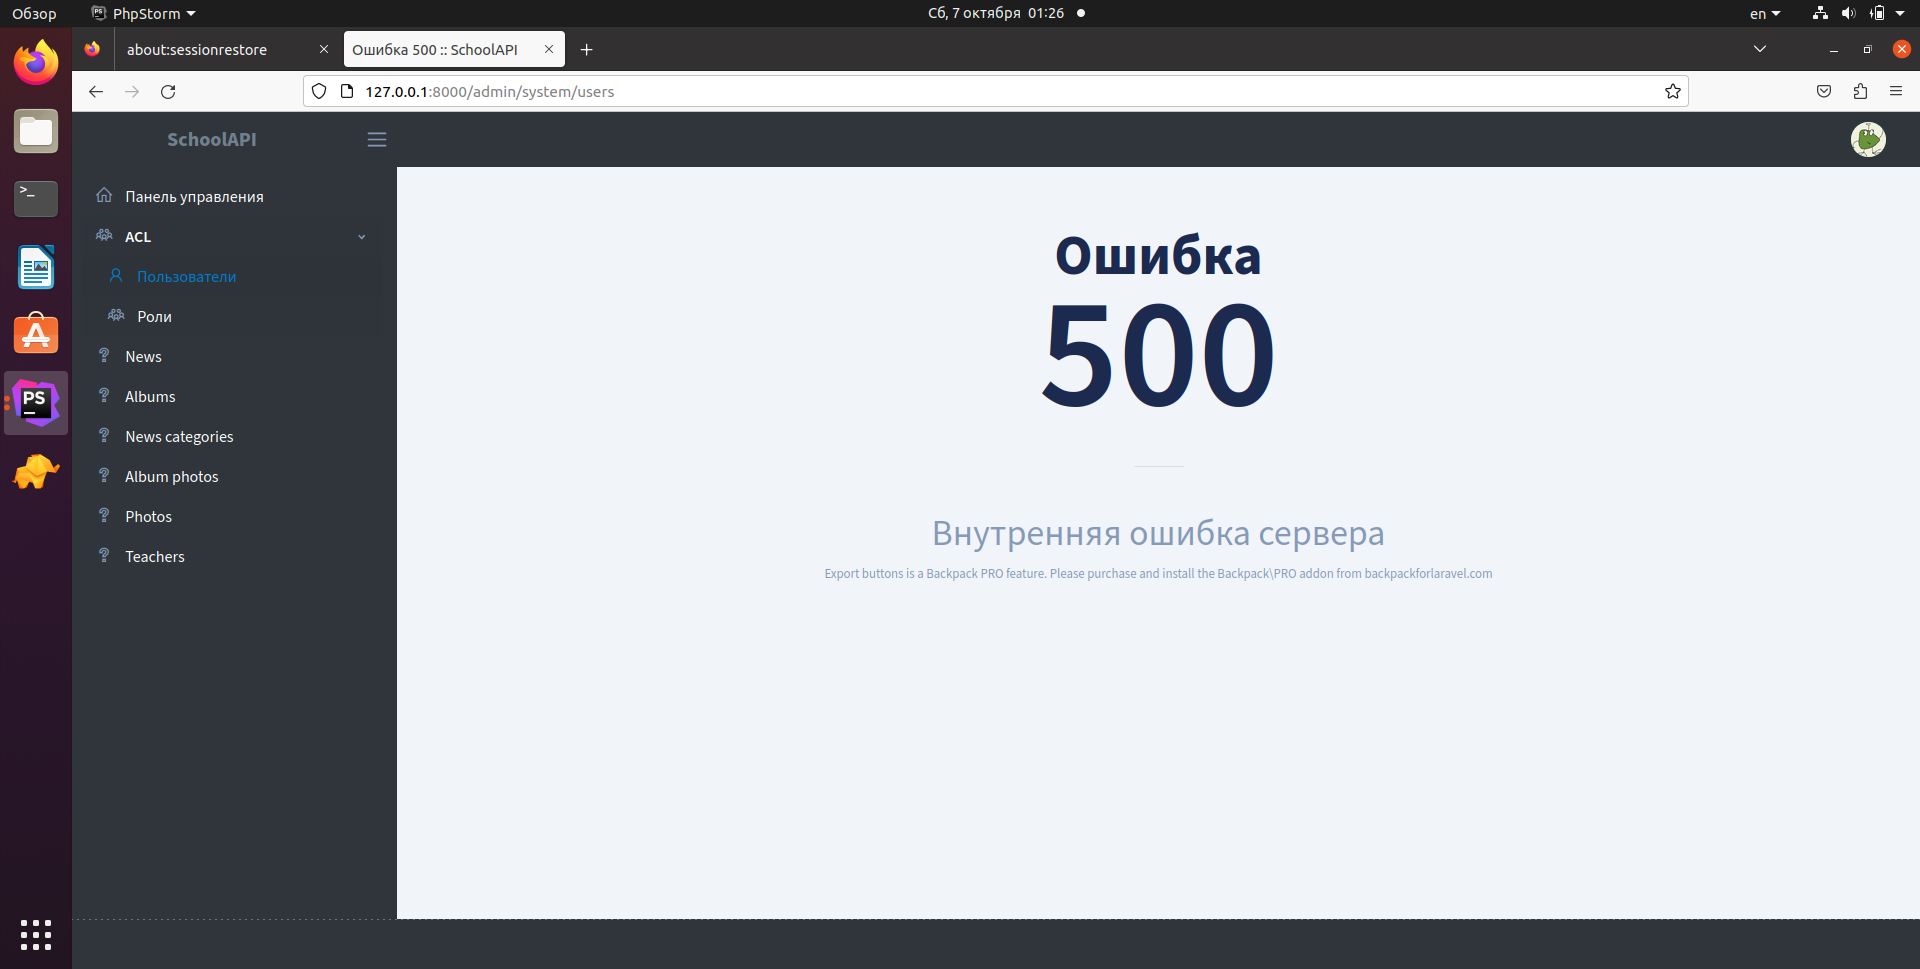 Обзор
PhpStorm
Сб, 7 октября 01:26
en
about:sessionrestore
Ошибка 500 :: SchoolAPI
127.0.0.1:8000/admin/system/users
SchoolAPI
Панель управления
ACL
Пользователи
Роли
News
Albums
News categories
Album photos
Photos
Teachers
Ошибка
500
Внутренняя ошибка сервера
Export buttons is a Backpack PRO feature. Please purchase and install the Backpack\PRO addon from backpackforlaravel.com
PS